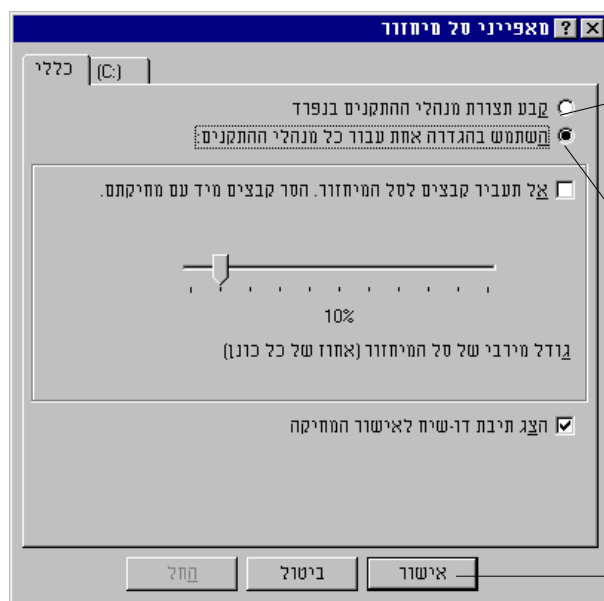 מאפייני סל מיחזור
כללי
(C:)
קבע תצורת מנהלי ההתקנים בנפרד
השתמש בהגדרה אחת עבור כל מנהלי ההתקנים:
אל תעביר קבצים לסל המיחזור. הסר קבצים מיד עם מחיקתם.
10%
גודל מירבי של סל המיחזור (אחוז של כל כונן)
הצג תיבת דו-שיח לאישור המחיקה
אישור
ביטול
החל